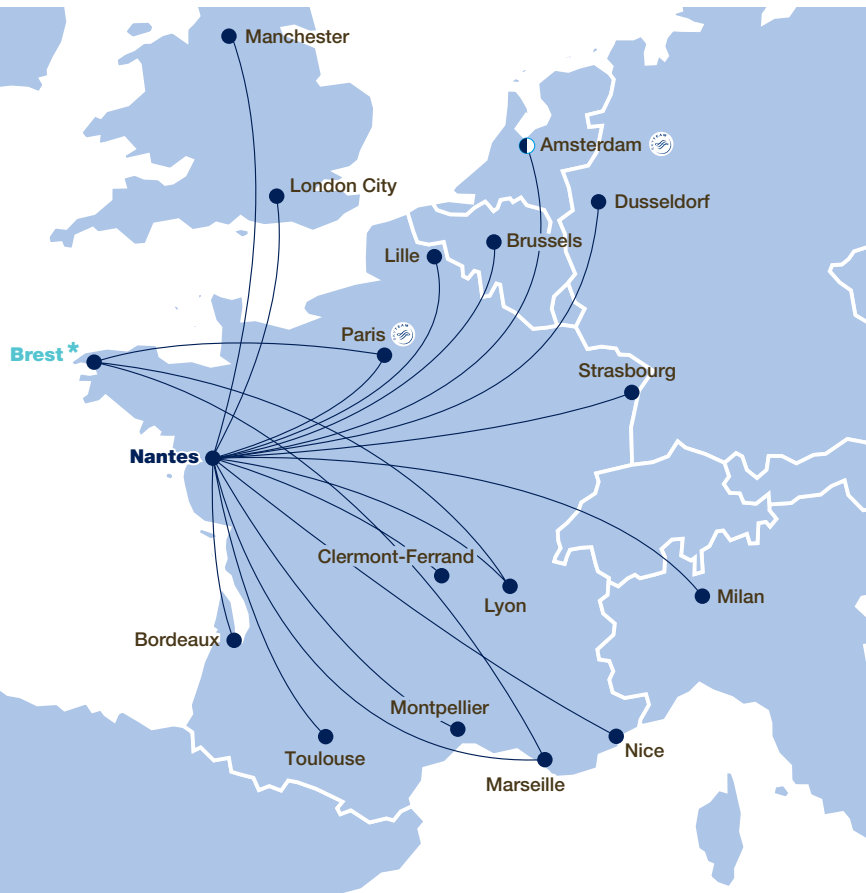 Manchester
Amsterdam
London City
Dusseldorf
Brussels
Lille
Paris
Brest *
Strasbourg
Nantes
Clermont-Ferrand
Milan
Lyon
Bordeaux
Montpellier
Nice
Toulouse
Marseille